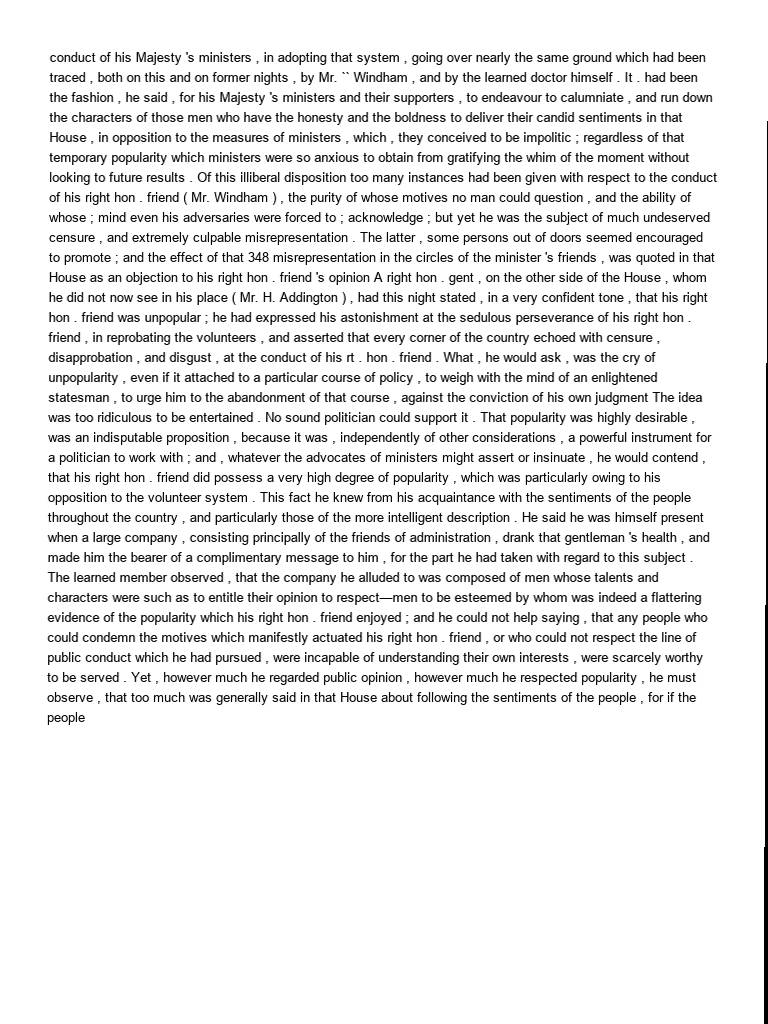 conduct of his Majesty 's ministers , in adopting that system , going over nearly the same ground which had been
traced , both on this and on former nights , by Mr. `` Windham , and by the learned doctor himself . It . had been
the fashion , he said , for his Majesty 's ministers and their supporters , to endeavour to calumniate , and run down
the characters of those men who have the honesty and the boldness to deliver their candid sentiments in that
House , in opposition to the measures of ministers , which , they conceived to be impolitic ; regardless of that
temporary popularity which ministers were so anxious to obtain from gratifying the whim of the moment without
looking to future results . Of this illiberal disposition too many instances had been given with respect to the conduct
of his right hon . friend ( Mr. Windham ) , the purity of whose motives no man could question , and the ability of
whose ; mind even his adversaries were forced to ; acknowledge ; but yet he was the subject of much undeserved
censure , and extremely culpable misrepresentation . The latter , some persons out of doors seemed encouraged
to promote ; and the effect of that 348 misrepresentation in the circles of the minister 's friends , was quoted in that
House as an objection to his right hon . friend 's opinion A right hon . gent , on the other side of the House , whom
he did not now see in his place ( Mr. H. Addington ) , had this night stated , in a very confident tone , that his right
hon . friend was unpopular ; he had expressed his astonishment at the sedulous perseverance of his right hon .
friend , in reprobating the volunteers , and asserted that every corner of the country echoed with censure ,
disapprobation , and disgust , at the conduct of his rt . hon . friend . What , he would ask , was the cry of
unpopularity , even if it attached to a particular course of policy , to weigh with the mind of an enlightened
statesman , to urge him to the abandonment of that course , against the conviction of his own judgment The idea
was too ridiculous to be entertained . No sound politician could support it . That popularity was highly desirable ,
was an indisputable proposition , because it was , independently of other considerations , a powerful instrument for
a politician to work with ; and , whatever the advocates of ministers might assert or insinuate , he would contend ,
that his right hon . friend did possess a very high degree of popularity , which was particularly owing to his
opposition to the volunteer system . This fact he knew from his acquaintance with the sentiments of the people
throughout the country , and particularly those of the more intelligent description . He said he was himself present
when a large company , consisting principally of the friends of administration , drank that gentleman 's health , and
made him the bearer of a complimentary message to him , for the part he had taken with regard to this subject .
The learned member observed , that the company he alluded to was composed of men whose talents and
characters were such as to entitle their opinion to respect—men to be esteemed by whom was indeed a flattering
evidence of the popularity which his right hon . friend enjoyed ; and he could not help saying , that any people who
could condemn the motives which manifestly actuated his right hon . friend , or who could not respect the line of
public conduct which he had pursued , were incapable of understanding their own interests , were scarcely worthy
to be served . Yet , however much he regarded public opinion , however much he respected popularity , he must
observe , that too much was generally said in that House about following the sentiments of the people , for if the
people